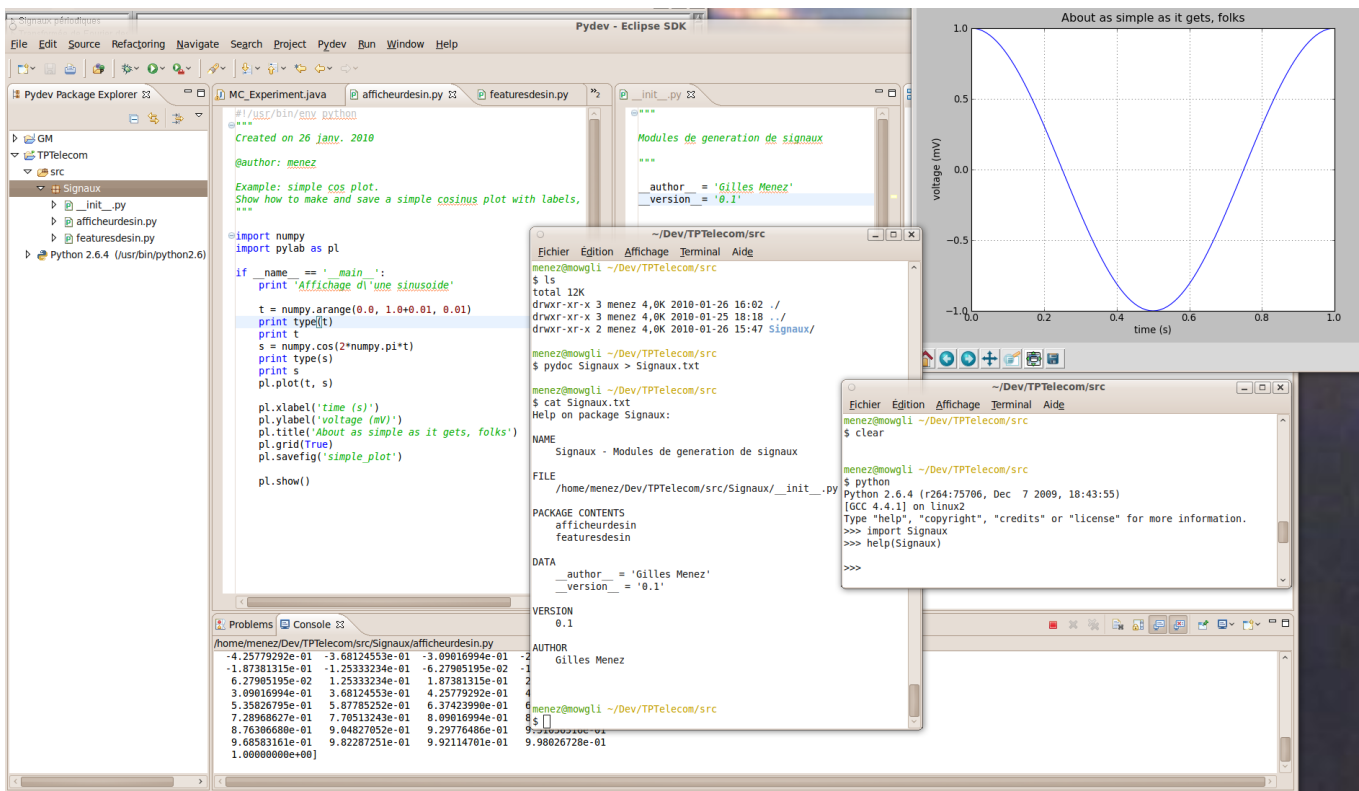 Signaux périodiques
Pydev - Eclipse SDK
File Edit Source Refactoring Navigate Search Project Pydev Run Window Help
Pydev Package Explorer
GM
TPTelecom
src
Signaux
__init__.py
afficheurdesin.py
featuresdesin.py
Python 2.6.4 (/usr/bin/python2.6)
MC_Experiment.java afficheurdesin.py featuresdesin.py »2
#!/usr/bin/env python
"""
Created on 26 janv. 2010
@author: menez
Example: simple cos plot.
Show how to make and save a simple cosinus plot with labels,
"""
import numpy
import pylab as pl
if __name__ == '__main__':
print 'Affichage d\'une sinusoide'
t = numpy.arange(0.0, 1.0+0.01, 0.01)
print type(t)
print t
s = numpy.cos(2*numpy.pi*t)
print type(s)
print s
pl.plot(t, s)
pl.xlabel('time (s)')
pl.ylabel('voltage (mV)')
pl.title('About as simple as it gets, folks')
pl.grid(True)
pl.savefig('simple_plot')
pl.show()
__init__.py
"""
Modules de generation de signaux
"""
__author__ = 'Gilles Menez'
__version__ = '0.1'
~/Dev/TPTelecom/src
Fichier Édition Affichage Terminal Aide
menez@mowgli ~/Dev/TPTelecom/src
$ ls
total 12K
drwxr-xr-x 3 menez 4,0K 2010-01-26 16:02 ./
drwxr-xr-x 3 menez 4,0K 2010-01-25 18:18 ../
drwxr-xr-x 2 menez 4,0K 2010-01-26 15:47 Signaux/
menez@mowgli ~/Dev/TPTelecom/src
$ pydoc Signaux > Signaux.txt
menez@mowgli ~/Dev/TPTelecom/src
$ cat Signaux.txt
Help on package Signaux:
NAME
Signaux - Modules de generation de signaux
FILE
/home/menez/Dev/TPTelecom/src/Signaux/__init__.py
PACKAGE CONTENTS
afficheurdesin
featuresdesin
DATA
__author__ = 'Gilles Menez'
__version__ = '0.1'
VERSION
0.1
AUTHOR
Gilles Menez
menez@mowgli ~/Dev/TPTelecom/src
$
About as simple as it gets, folks
1.0
0.5
0.0
−0.5
−1.0
voltage (mV)
0.0 0.2 0.4 0.6 0.8 1.0
time (s)
~/Dev/TPTelecom/src
Fichier Édition Affichage Terminal Aide
menez@mowgli ~/Dev/TPTelecom/src
$ clear
menez@mowgli ~/Dev/TPTelecom/src
$ python
Python 2.6.4 (r264:75706, Dec 7 2009, 18:43:55)
[GCC 4.4.1] on linux2
Type "help", "copyright", "credits" or "license" for more information.
>>> import Signaux
>>> help(Signaux)
>>>
Problems Console
/home/menez/Dev/TPTelecom/src/Signaux/afficheurdesin.py
-4.25779292e-01 -3.68124553e-01 -3.09016994e-01
-1.87381315e-01 -1.25333234e-01 -6.27905195e-02
6.27905195e-02 1.25333234e-01 1.87381315e-01
3.09016994e-01 3.68124553e-01 4.25779292e-01
5.35826795e-01 5.87785252e-01 6.37423990e-01
7.28968627e-01 7.70513243e-01 8.09016994e-01
8.76306680e-01 9.04827052e-01 9.29776486e-01
9.68583161e-01 9.82287251e-01 9.92114701e-01 9.98026728e-01
1.00000000e+00]